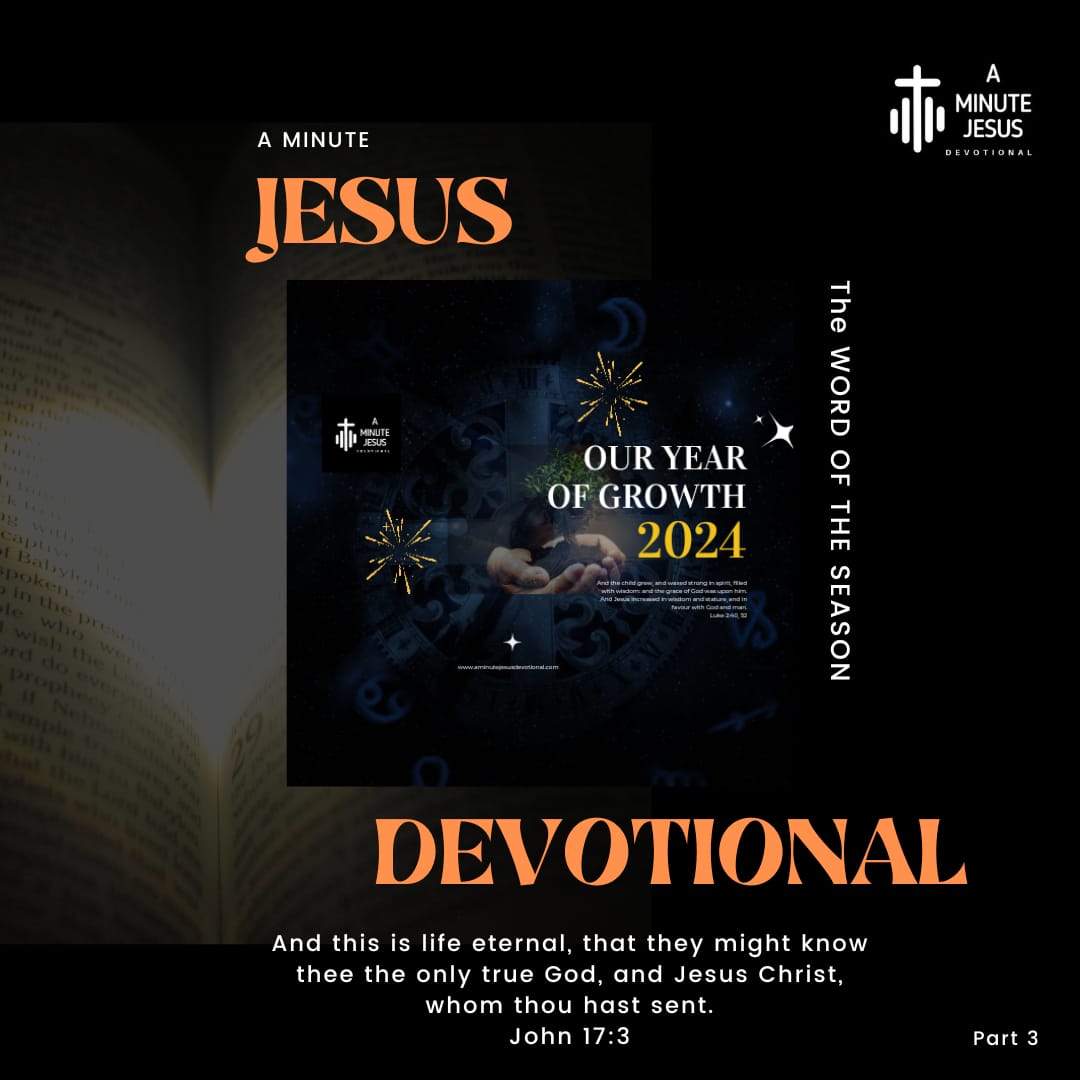 A
MINUTE
JESUS
DEVOTIONAL
A MINUTE
JESUS
The WORD OF THE SEASON
A
MINUTE
JESUS
DEVOTIONAL
OUR YEAR
OF GROWTH
2024
And the child grew, and waxed strong in spirit, filled
with wisdom: and the grace of God was upon him.
And Jesus increased in wisdom and stature, and in
favour with God and man.
Luke 2:40, 52
www.aminutejesusdevotional.com
DEVOTIONAL
And this is life eternal, that they might know
thee the only true God, and Jesus Christ,
whom thou hast sent.
John 17:3
Part 3